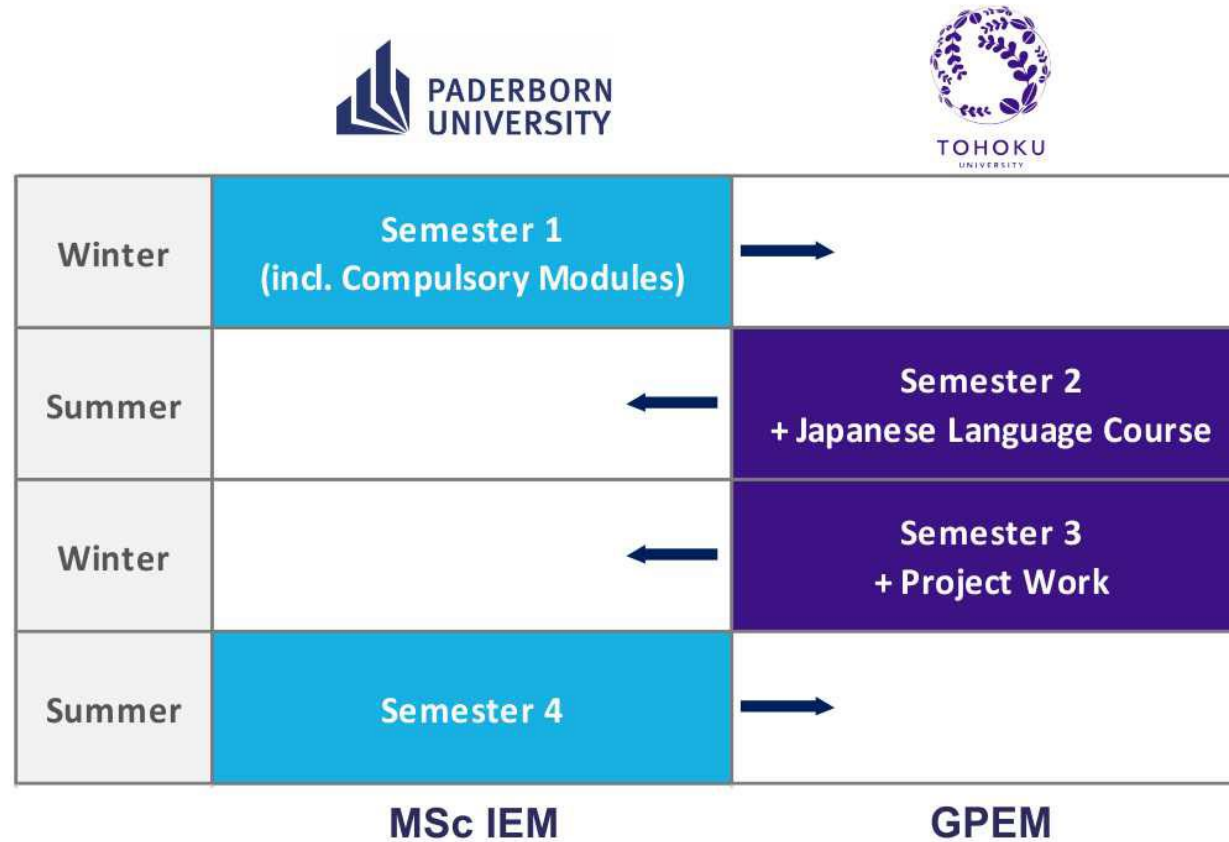 PADERBORN
UNIVERSITY
TOHOKU
UNIVERSITY
Winter
Semester 1
(incl. Compulsory Modules)
Summer
Semester 2
+ Japanese Language Course
Winter
Semester 3
+ Project Work
Summer
Semester 4
MSc IEM
GPEM